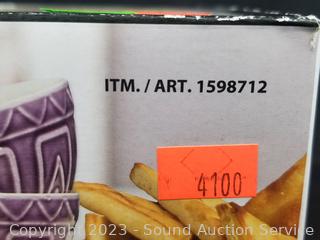 ITM. / ART. 1598712
4100
Copyright 2023 - Sound Auction Service